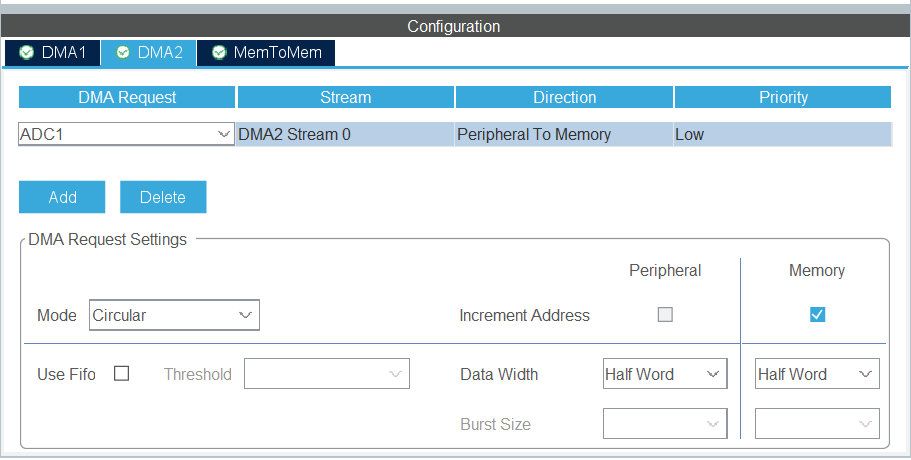 Configuration
DMA1 DMA2 MemToMem
DMA Request Stream Direction Priority
ADC1 DMA2 Stream 0 Peripheral To Memory Low
Add Delete
DMA Request Settings
Peripheral Memory
Mode Circular Increment Address
Use Fifo Threshold Data Width Half Word Half Word
Burst Size